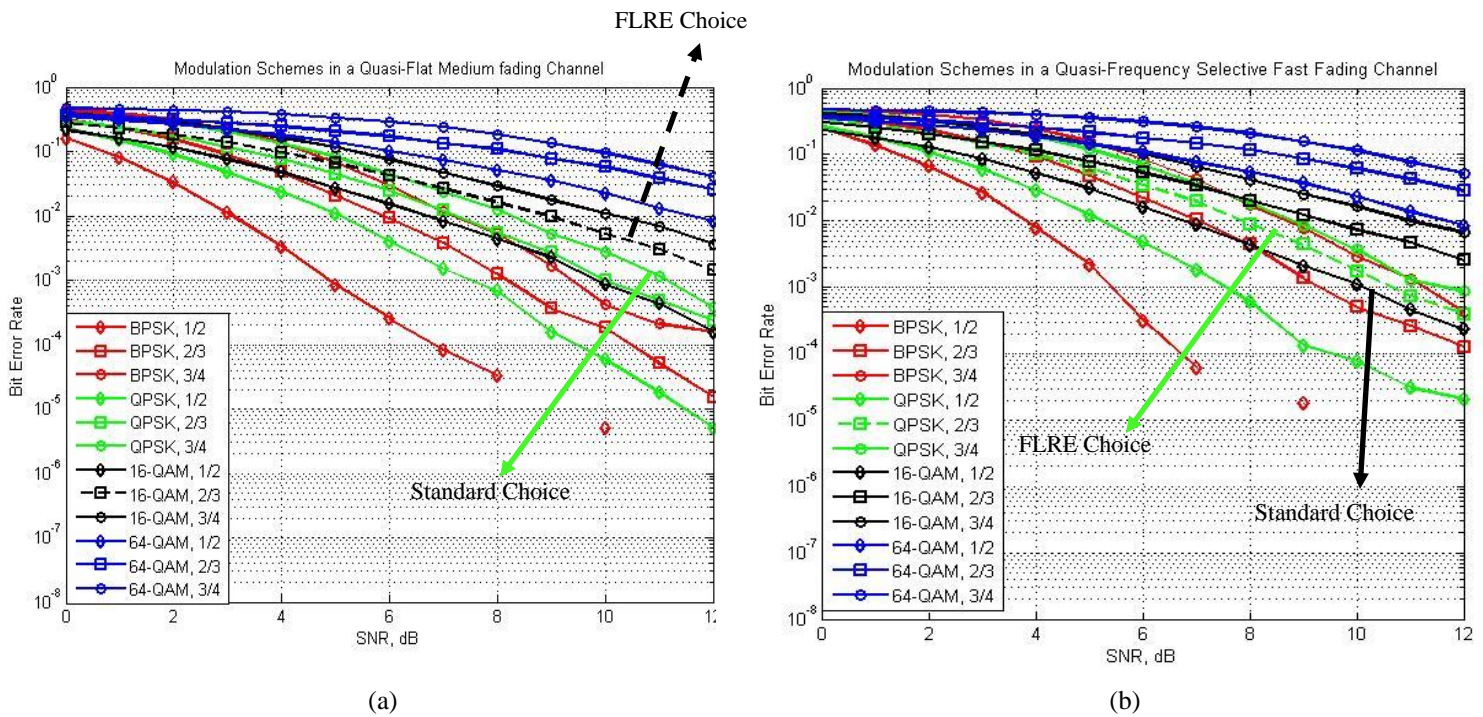 FLRE Choice
Modulation Schemes in a Quasi-Flat Medium fading Channel
10^0
10^-1
10^-2
10^-3
10^-4
10^-5
10^-6
10^-7
10^-8
Bit Error Rate
BPSK, 1/2
BPSK, 2/3
BPSK, 3/4
QPSK, 1/2
QPSK, 2/3
QPSK, 3/4
16-QAM, 1/2
16-QAM, 2/3
16-QAM, 3/4
64-QAM, 1/2
64-QAM, 2/3
64-QAM, 3/4
Standard Choice
0 2 4 6 8 10 12
SNR, dB
(a)
Modulation Schemes in a Quasi-Frequency Selective Fast Fading Channel
10^0
10^-1
10^-2
10^-3
10^-4
10^-5
10^-6
10^-7
10^-8
Bit Error Rate
BPSK, 1/2
BPSK, 2/3
BPSK, 3/4
QPSK, 1/2
QPSK, 2/3
QPSK, 3/4
16-QAM, 1/2
16-QAM, 2/3
16-QAM, 3/4
64-QAM, 1/2
64-QAM, 2/3
64-QAM, 3/4
FLRE Choice
Standard Choice
0 2 4 6 8 10 12
SNR, dB
(b)